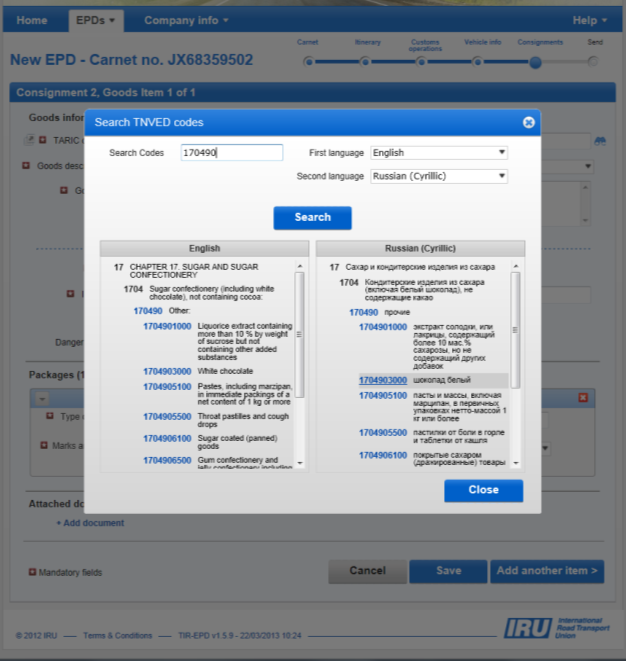 Home EPDs Company info Help
New EPD - Carnet no. JX68359502
Carnet Itinerary Customs operations Vehicle info Consignments Send
Consignment 2, Goods Item 1 of 1
Goods infor
TARIC
Goods desc
Danger
Packages (1
Type
Marks a
Attached do
+ Add document
Search TNVED codes
Search Codes 170490
First language English
Second language Russian (Cyrillic)
Search
English
17 CHAPTER 17. SUGAR AND SUGAR
CONFECTIONERY
1704 Sugar confectionery (including white
chocolate), not containing cocoa:
170490 Other:
1704901000 Liquorice extract containing
more than 10 % by weight
of sucrose but not
containing other added
substances
1704903000 White chocolate
1704905100 Pastes, including marzipan,
in immediate packings of a
net content of 1 kg or more
1704905500 Throat pastilles and cough
drops
1704906100 Sugar coated (panned)
goods
1704906500 Gum confectionery and
jelly confectionery including
Russian (Cyrillic)
17 Сахар и кондитерские изделия из сахара
1704 Кондитерские изделия из сахара
(включая белый шоколад), не
содержащие какао
170490 прочие
1704901000 экстракт солодки, или
лакрицы, содержащий
более 10 мас.%
сахарозы, но не
содержащий других
добавок
1704903000 шоколад белый
1704905100 пасты и массы, включая
марципан, в первичных
упаковках нетто-массой 1
кг или более
1704905500 пастилки от боли в горле
и таблетки от кашля
1704906100 покрытые сахаром
(дражированные) товары
Close
Mandatory fields
Cancel Save Add another item >
© 2012 IRU Terms & Conditions TIR-EPD v1.5.9 - 22/03/2013 10:24
IRU International
Road Transport
Union